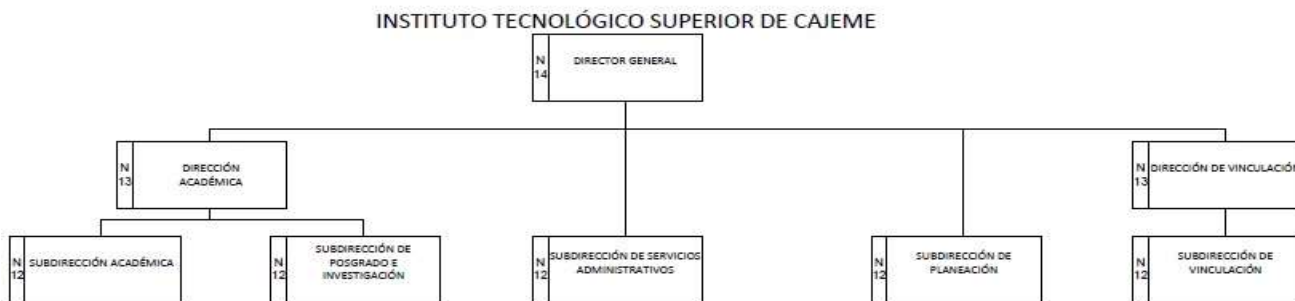 INSTITUTO TECNOLÓGICO SUPERIOR DE CAJEME
N
14
DIRECTOR GENERAL
N
13
DIRECCIÓN
ACADÉMICA
N
13
DIRECCIÓN DE VINCULACIÓN
N
12
SUBDIRECCIÓN ACADÉMICA
N
12
SUBDIRECCIÓN DE
POSGRADO E
INVESTIGACIÓN
N
12
SUBDIRECCIÓN DE SERVICIOS
ADMINISTRATIVOS
N
12
SUBDIRECCIÓN DE
PLANEACIÓN
N
12
SUBDIRECCIÓN DE
VINCULACIÓN